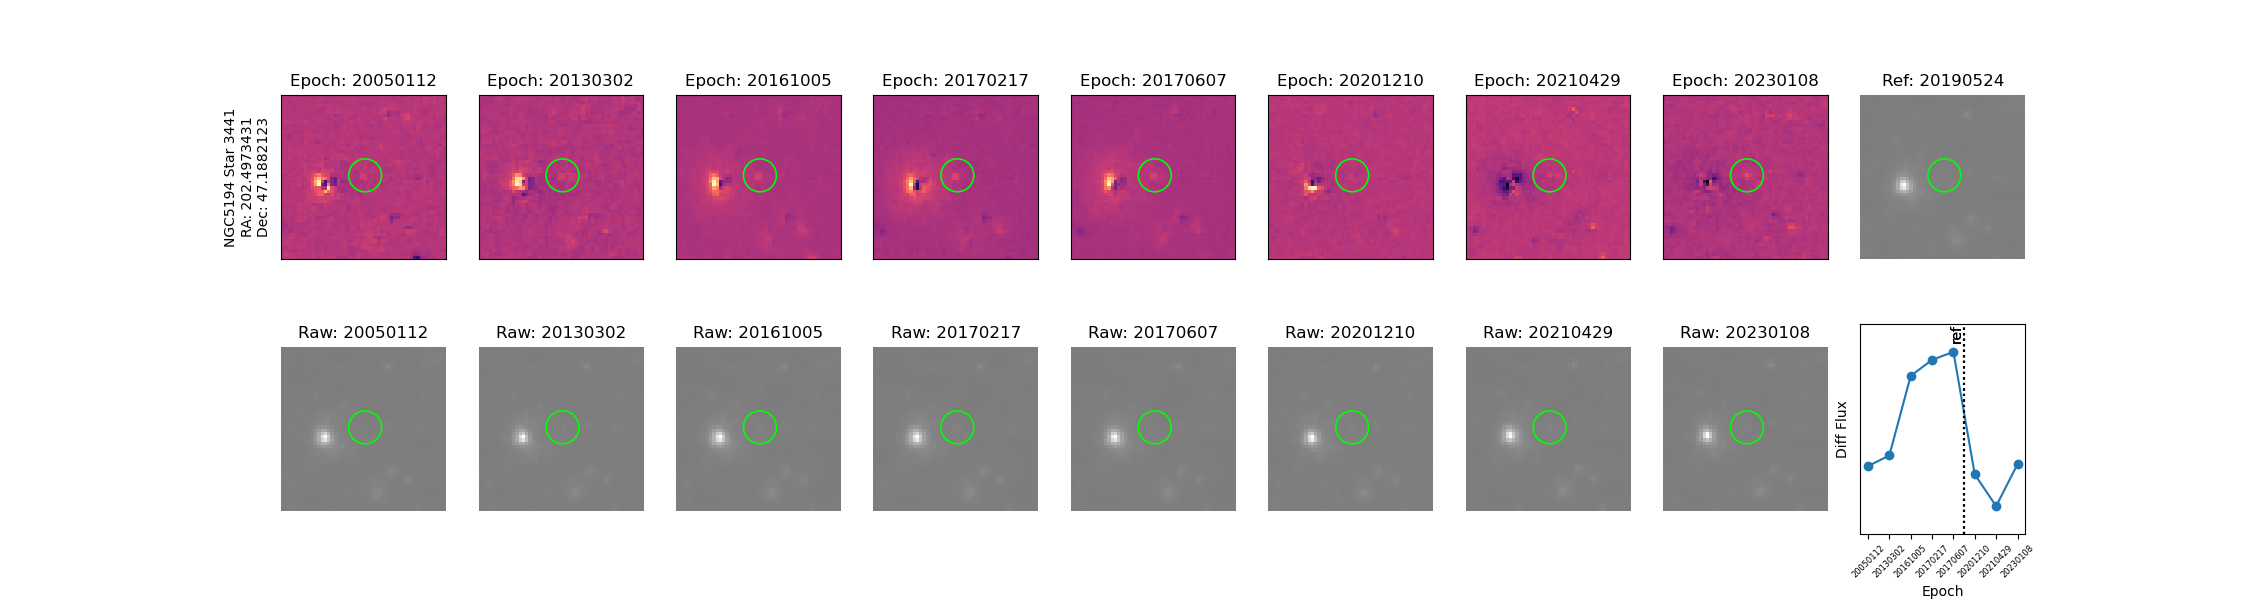 NGC5194 Star 3441
RA: 202.4973431
Dec: 47.1882123
Epoch: 20050112
Epoch: 20130302
Epoch: 20161005
Epoch: 20170217
Epoch: 20170607
Epoch: 20201210
Epoch: 20210429
Epoch: 20230108
Ref: 20190524
Raw: 20050112
Raw: 20130302
Raw: 20161005
Raw: 20170217
Raw: 20170607
Raw: 20201210
Raw: 20210429
Raw: 20230108
ref
Diff Flux
20050112
20130302
20161005
20170217
20170607
20201210
20210429
20230108
Epoch